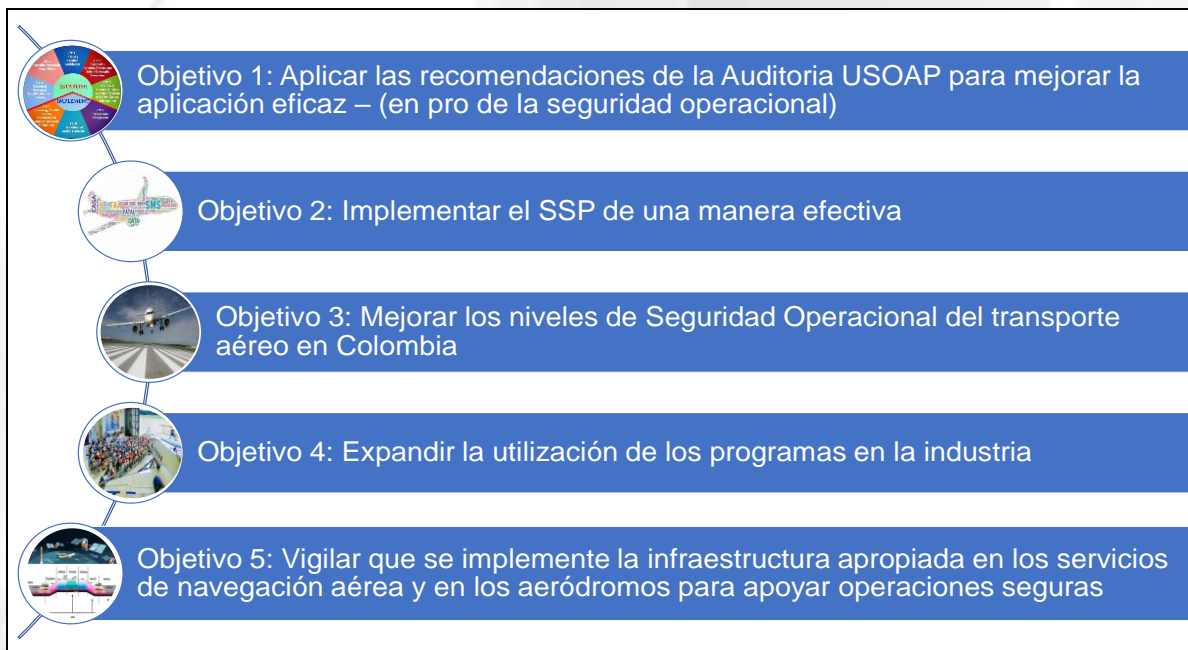 Objetivo 1: Aplicar las recomendaciones de la Auditoria USOAP para mejorar la
aplicación eficaz – (en pro de la seguridad operacional)
Objetivo 2: Implementar el SSP de una manera efectiva
Objetivo 3: Mejorar los niveles de Seguridad Operacional del transporte
aéreo en Colombia
Objetivo 4: Expandir la utilización de los programas en la industria
Objetivo 5: Vigilar que se implemente la infraestructura apropiada en los servicios
de navegación aérea y en los aeródromos para apoyar operaciones seguras